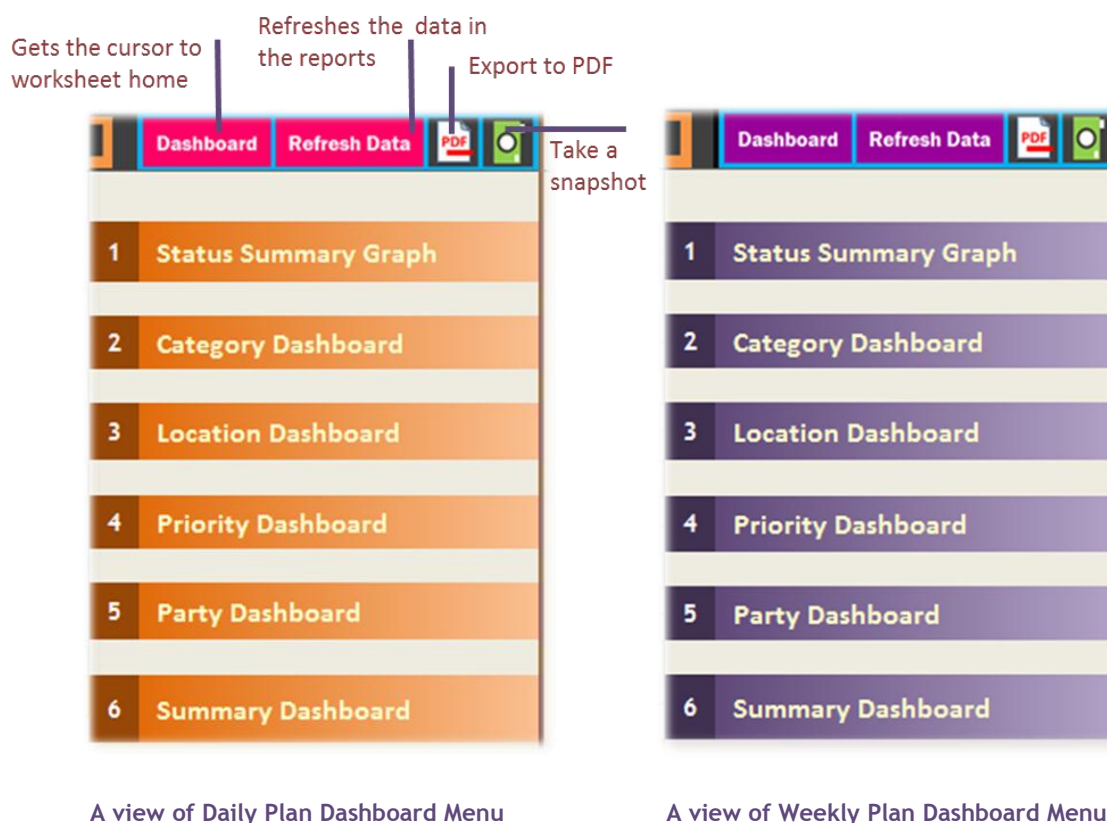 Gets the cursor to
worksheet home
Refreshes the data in
the reports
Export to PDF
Dashboard
Refresh Data
PDF
Take a
snapshot
1 Status Summary Graph
2 Category Dashboard
3 Location Dashboard
4 Priority Dashboard
5 Party Dashboard
6 Summary Dashboard
A view of Daily Plan Dashboard Menu
Dashboard
Refresh Data
PDF
1 Status Summary Graph
2 Category Dashboard
3 Location Dashboard
4 Priority Dashboard
5 Party Dashboard
6 Summary Dashboard
A view of Weekly Plan Dashboard Menu